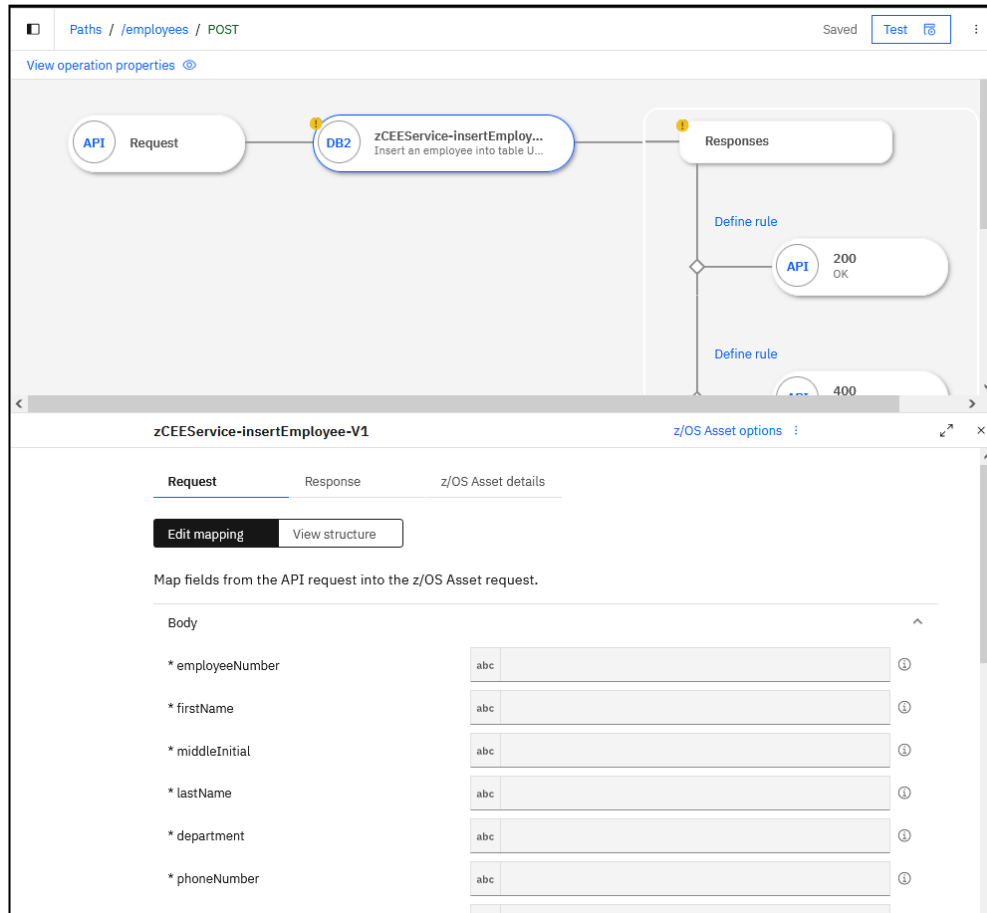 Paths / /employees / POST
Saved
Test
View operation properties
API
Request
!
DB2
zCEEService-insertEmploy...
Insert an employee into table U...
!
Responses
Define rule
API
200
OK
Define rule
API
400
zCEEService-insertEmployee-V1
z/OS Asset options
Request
Response
z/OS Asset details
Edit mapping
View structure
Map fields from the API request into the z/OS Asset request.
Body
* employeeNumber
abc
* firstName
abc
* middleInitial
abc
* lastName
abc
* department
abc
* phoneNumber
abc